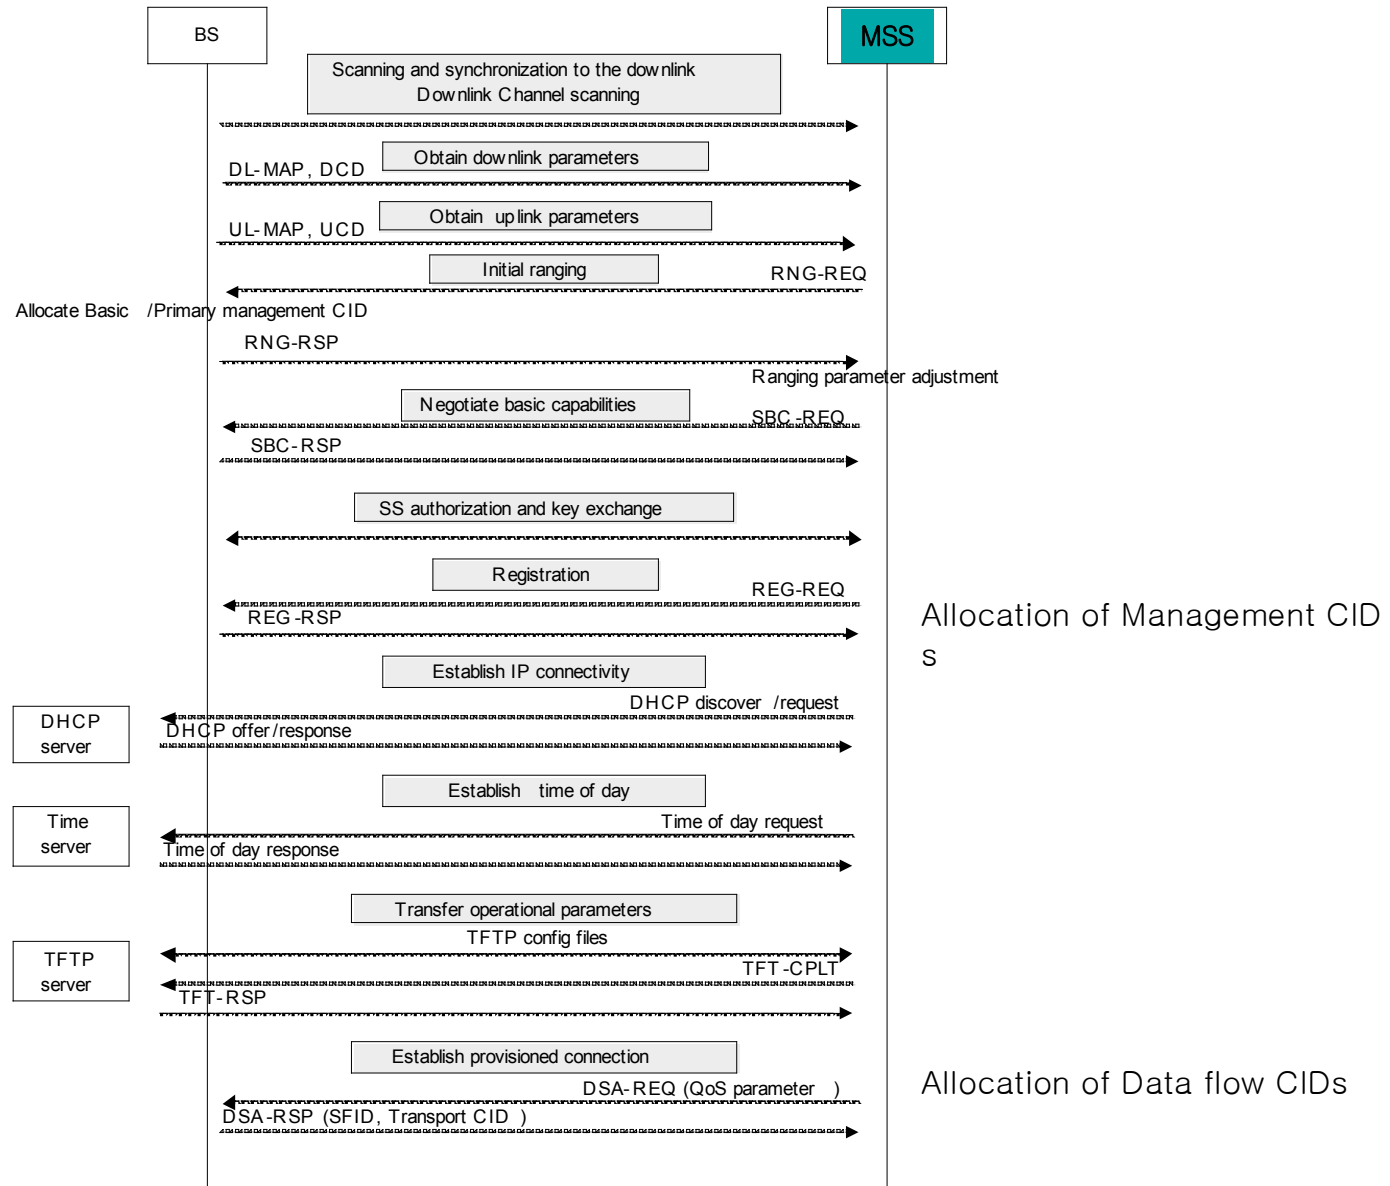 BS
MSS
Scanning and synchronization to the downlink
Downlink Channel scanning
Obtain downlink parameters
DL-MAP, DCD
Obtain uplink parameters
UL-MAP, UCD
Initial ranging
RNG-REQ
Allocate Basic /Primary management CID
RNG-RSP
Ranging parameter adjustment
Negotiate basic capabilities
SBC-REQ
SBC-RSP
SS authorization and key exchange
Registration
REG-REQ
REG-RSP
Allocation of Management CID
s
Establish IP connectivity
DHCP discover /request
DHCP
server
DHCP offer/response
Establish time of day
Time
server
Time of day request
Time of day response
Transfer operational parameters
TFTP config files
TFTP
server
TFT-CPLT
TFT-RSP
Establish provisioned connection
DSA-REQ (QoS parameter )
Allocation of Data flow CIDs
DSA-RSP (SFID, Transport CID )